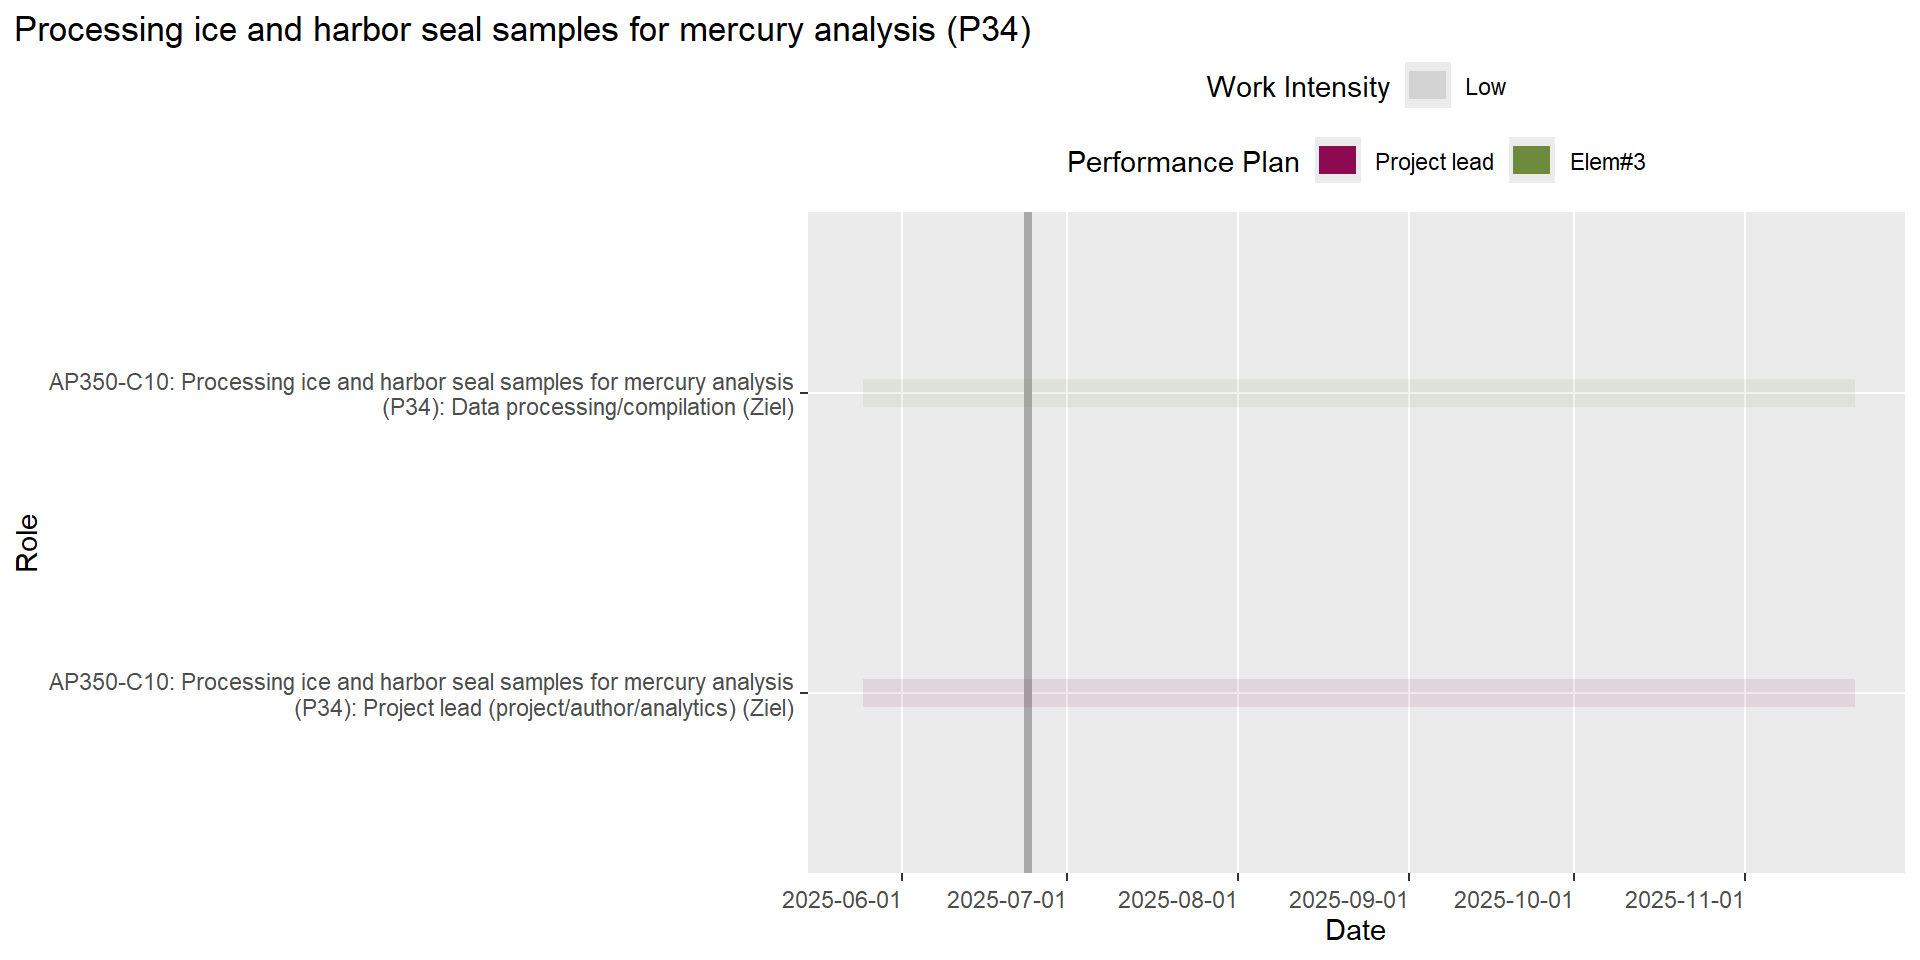 Processing ice and harbor seal samples for mercury analysis (P34)
Work Intensity Low
Performance Plan Project lead Elem#3
AP350-C10: Processing ice and harbor seal samples for mercury analysis
(P34): Data processing/compilation (Ziel)
Role
AP350-C10: Processing ice and harbor seal samples for mercury analysis
(P34): Project lead (project/author/analytics) (Ziel)
2025-06-01 2025-07-01 2025-08-01 2025-09-01 2025-10-01 2025-11-01
Date